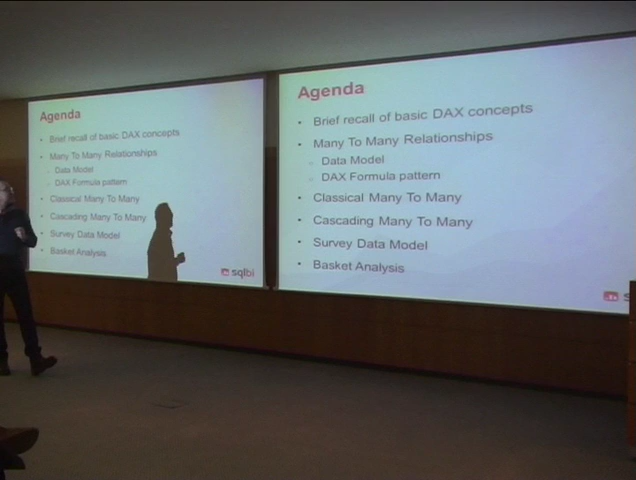 Agenda
• Brief recall of basic DAX concepts
• Many To Many Relationships
– Data Model
– DAX Formula pattern
• Classical Many To Many
• Cascading Many To Many
• Survey Data Model
• Basket Analysis
sqlbi
Agenda
• Brief recall of basic DAX concepts
• Many To Many Relationships
– Data Model
– DAX Formula pattern
• Classical Many To Many
• Cascading Many To Many
• Survey Data Model
• Basket Analysis